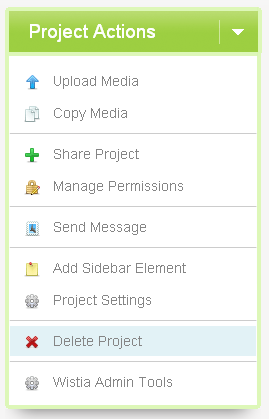 Project Actions
Upload Media
Copy Media
Share Project
Manage Permissions
Send Message
Add Sidebar Element
Project Settings
Delete Project
Wistia Admin Tools